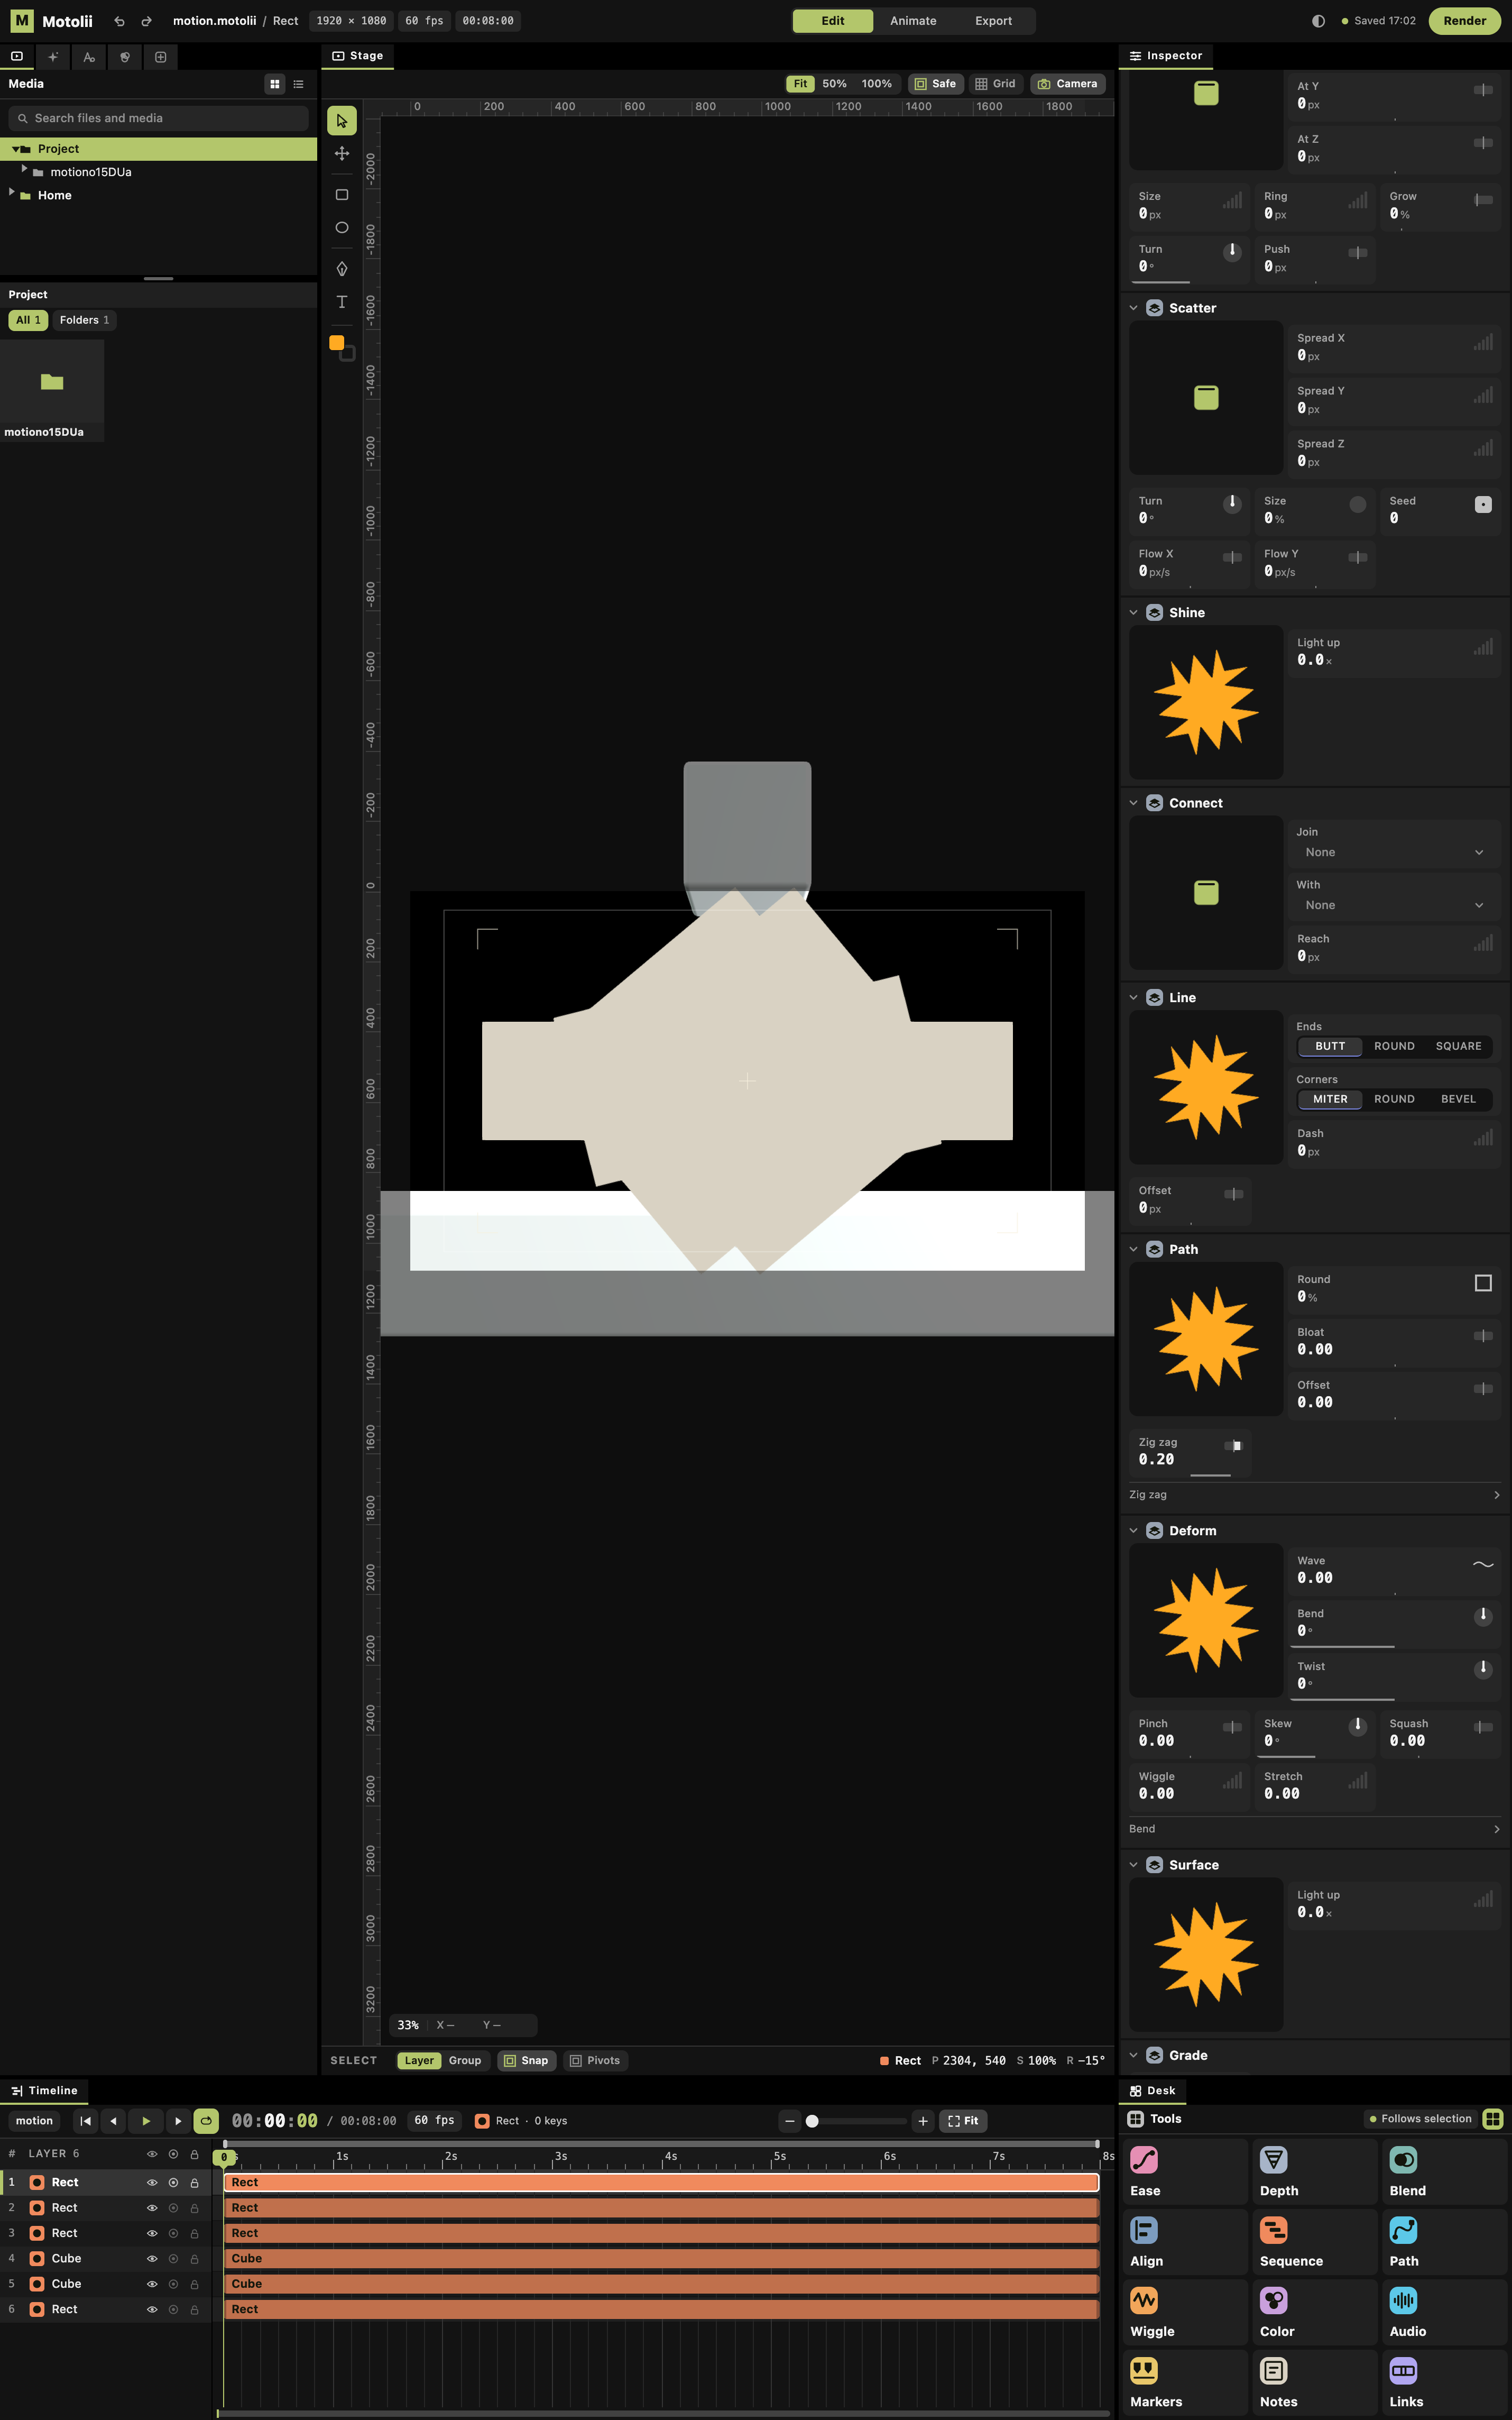 M Motolii
motion.motolii / Rect 1920 × 1080 60 fps 00:08:00
Edit Animate Export
Saved 17:02 Render
Media
Search files and media
Project
motiono15DUa
Home
Project
All 1 Folders 1
motiono15DUa
Stage
Fit 50% 100% Safe Grid Camera
0 200 400 600 800 1000 1200 1400 1600 1800
-2000
-1800
-1600
-1400
-1200
-1000
-800
-600
-400
-200
0
200
400
600
800
1000
1200
1400
1600
1800
2000
2200
2400
2600
2800
3000
3200
T
33% X — Y —
SELECT Layer Group Snap Pivots Rect P 2304, 540 S 100% R −15°
Inspector
At Y
0 px
At Z
0 px
Size Ring Grow
0 px 0 px 0 %
Turn Push
0 ° 0 px
Scatter
Spread X
0 px
Spread Y
0 px
Spread Z
0 px
Turn Size Seed
0 ° 0 % 0
Flow X Flow Y
0 px/s 0 px/s
Shine
Light up
0.0 ×
Connect
Join
None
With
None
Reach
0 px
Line
Ends
BUTT ROUND SQUARE
Corners
MITER ROUND BEVEL
Dash
0 px
Offset
0 px
Path
Round
0 %
Bloat
0.00
Offset
0.00
Zig zag
0.20
Zig zag
Deform
Wave
0.00
Bend
0 °
Twist
0 °
Pinch Skew Squash
0.00 0 ° 0.00
Wiggle Stretch
0.00 0.00
Bend
Surface
Light up
0.0 ×
Grade
Timeline
motion 00:00:00 / 00:08:00 60 fps Rect · 0 keys Fit
# LAYER 6
0 1s 2s 3s 4s 5s 6s 7s 8s
1 Rect Rect
2 Rect Rect
3 Rect Rect
4 Cube Cube
5 Cube Cube
6 Rect Rect
Desk
Tools Follows selection
Ease Depth Blend
Align Sequence Path
Wiggle Color Audio
Markers Notes Links